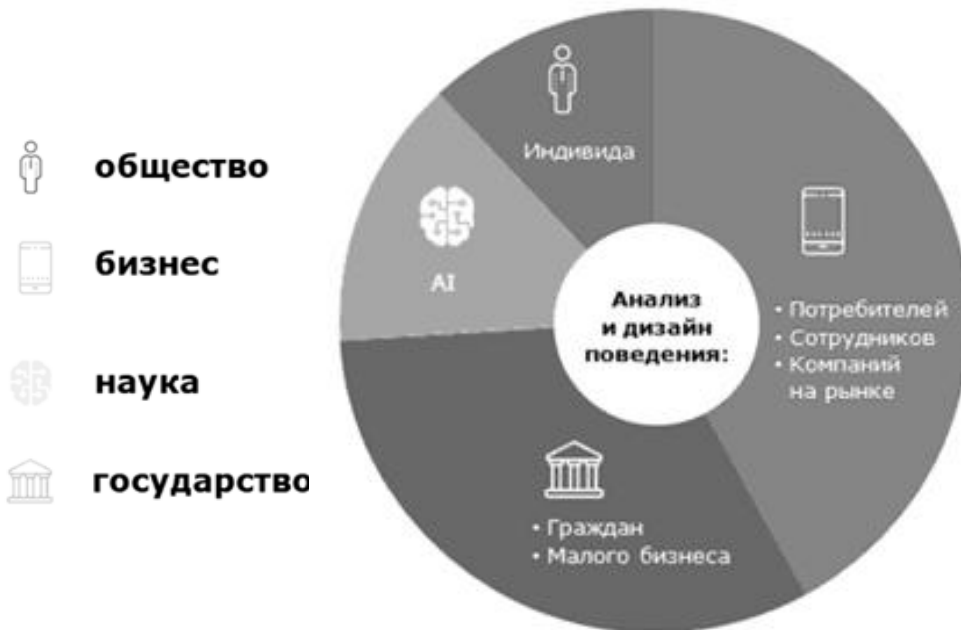 общество
бизнес
наука
государство
Индивида
AI
Анализ
и дизайн
поведения:
• Потребителей
• Сотрудников
• Компаний
на рынке
• Граждан
• Малого бизнеса